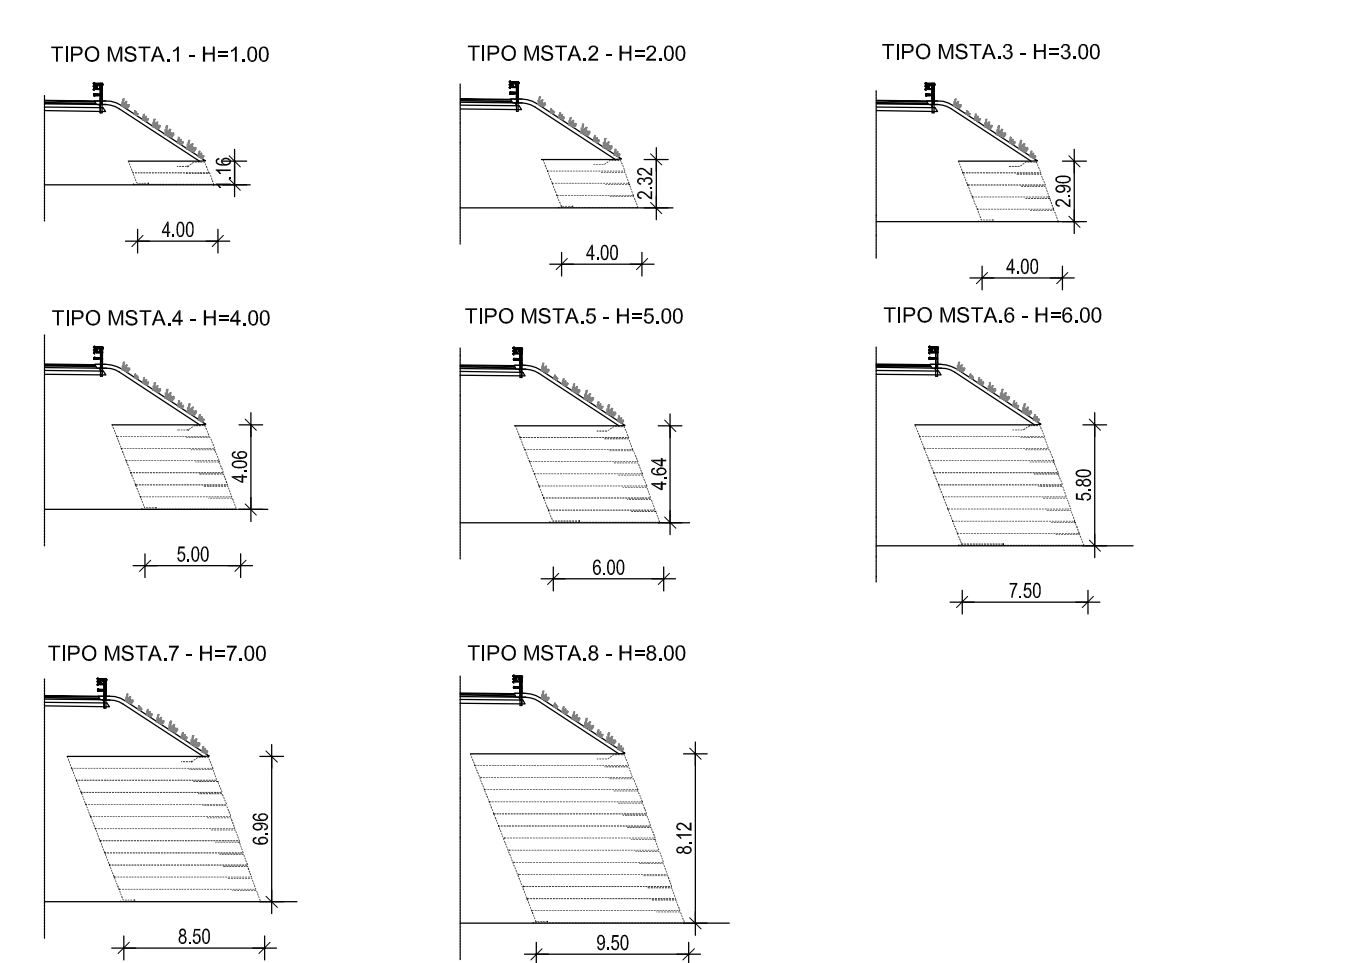 TIPO MSTA.1 - H=1.00
TIPO MSTA.2 - H=2.00
TIPO MSTA.3 - H=3.00
1.16
2.32
2.90
4.00
4.00
4.00
TIPO MSTA.4 - H=4.00
TIPO MSTA.5 - H=5.00
TIPO MSTA.6 - H=6.00
4.06
4.64
5.80
5.00
6.00
7.50
TIPO MSTA.7 - H=7.00
TIPO MSTA.8 - H=8.00
6.96
8.12
8.50
9.50